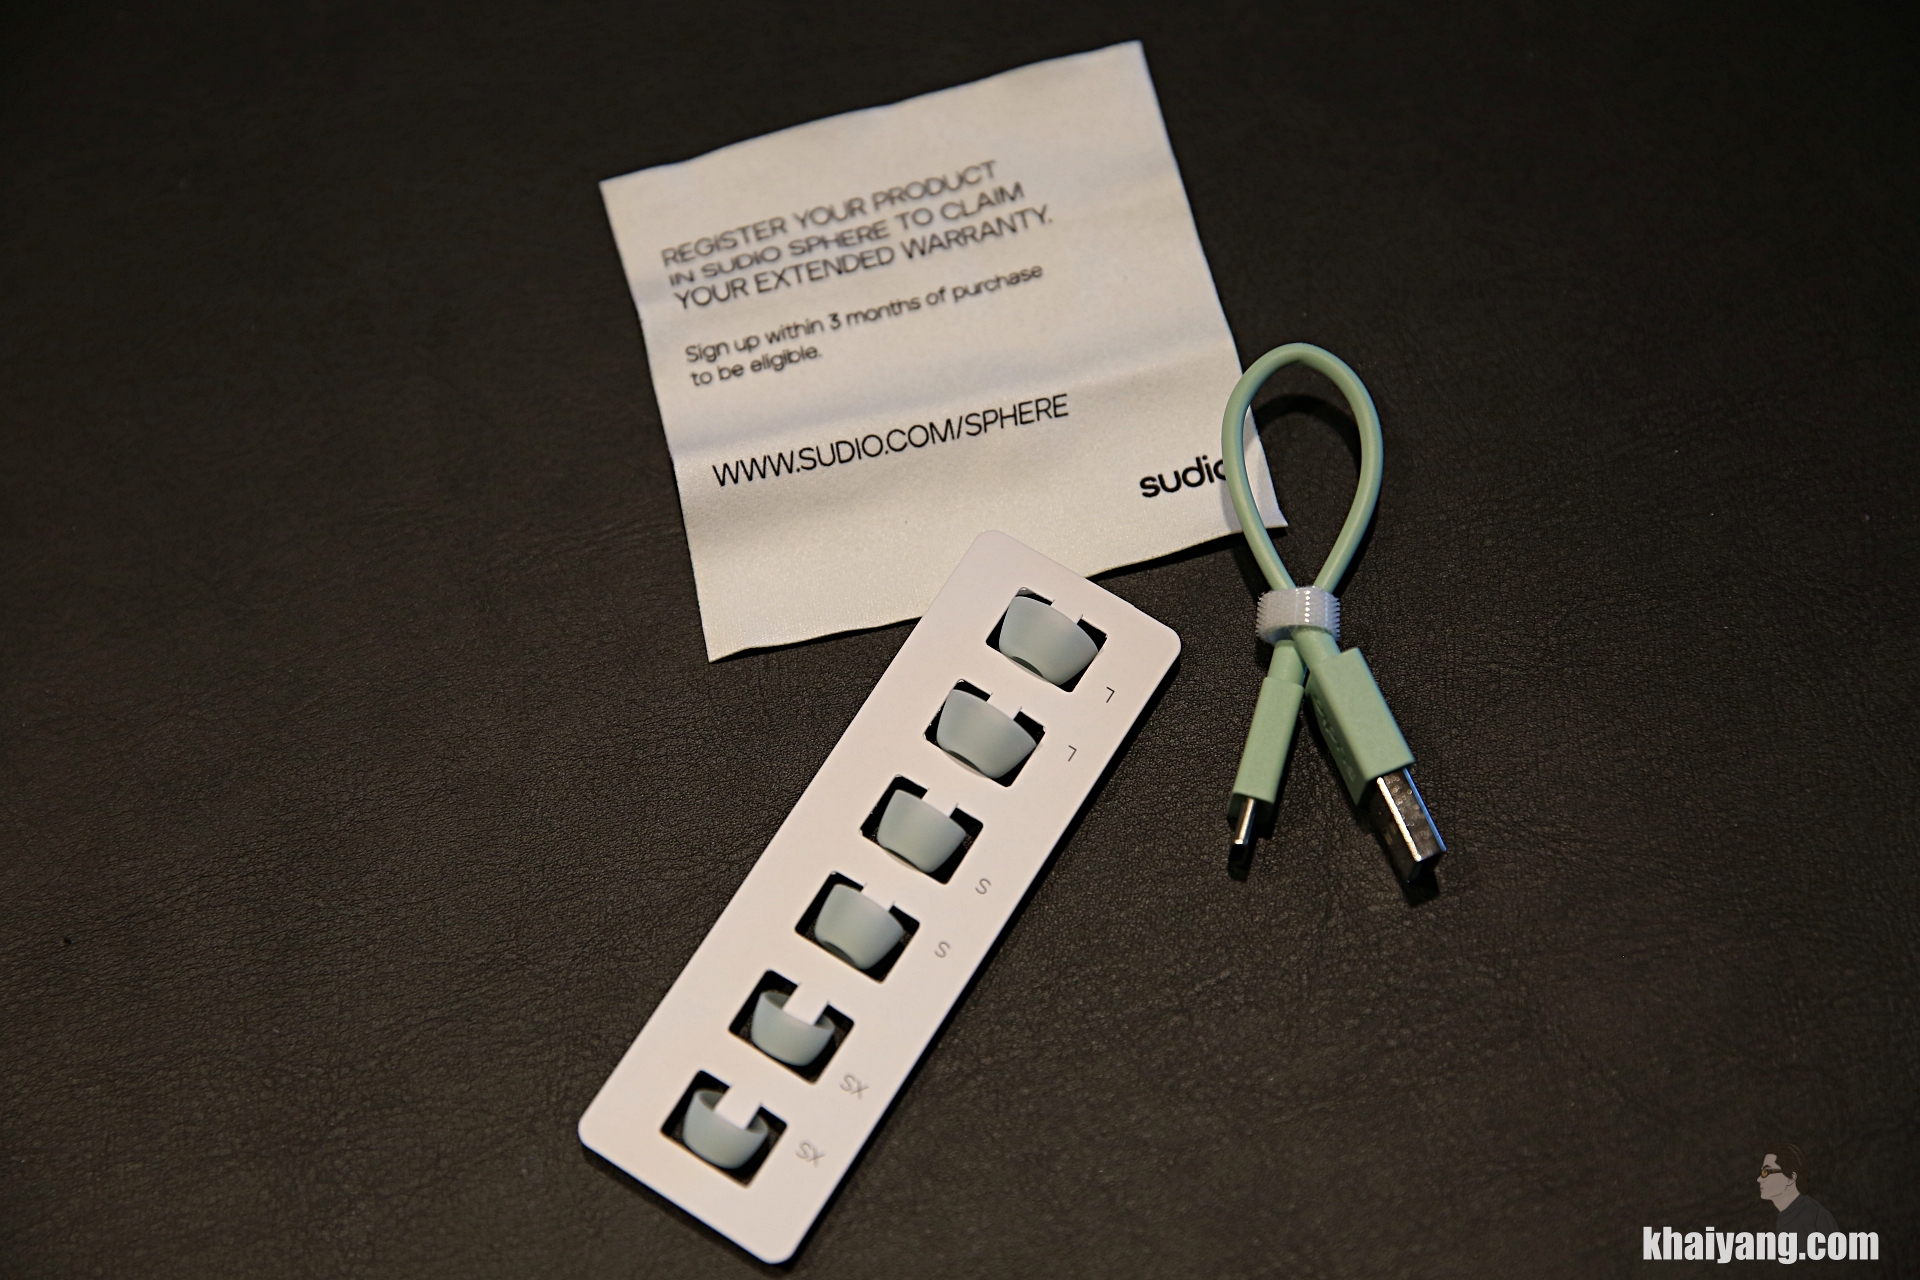 REGISTER YOUR PRODUCT
IN SUDIO SPHERE TO CLAIM
YOUR EXTENDED WARRANTY.
Sign up within 3 months of purchase
to be eligible.
WWW.SUDIO.COM/SPHERE
sudio
L
L
S
S
XS
XS
khaiyang.com